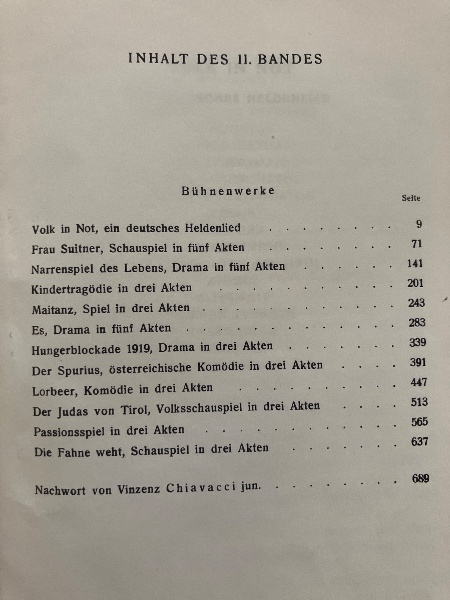 INHALT DES 11. BANDES
Bühnenwerke
Seite
Volk in Not, ein deutsches Heldenlied . . . . . . . . 9
Frau Suitner, Schauspiel in fünf Akten . . . . . . . . 71
Narrenspiel des Lebens, Drama in fünf Akten . . . . . . 141
Kindertragödie in drei Akten . . . . . . . . . . 201
Maitanz, Spiel in drei Akten . . . . . . . . . . 243
Es, Drama in fünf Akten . . . . . . . . . . . 283
Hungerblockade 1919, Drama in drei Akten . . . . . . . 339
Der Spurius, österreichische Komödie in drei Akten . . . . 391
Lorbeer, Komödie in drei Akten . . . . . . . . . 447
Der Judas von Tirol, Volksschauspiel in drei Akten . . . . 513
Passionsspiel in drei Akten . . . . . . . . . . 565
Die Fahne weht, Schauspiel in drei Akten . . . . . . . 637
Nachwort von Vinzenz Chiavacci jun. . . . . . . . . 689